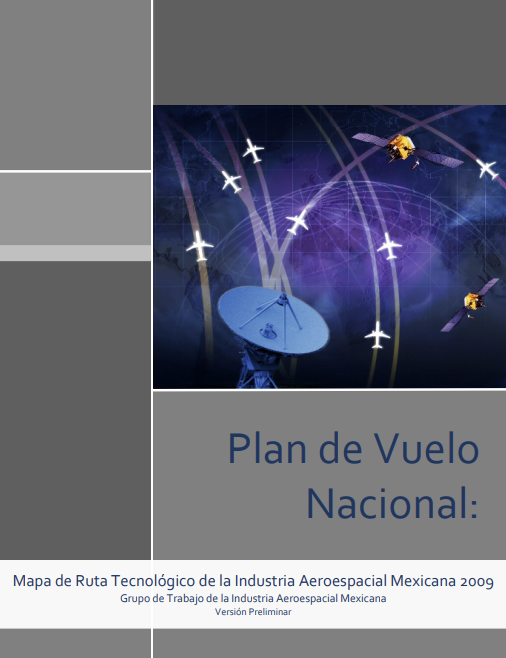 Plan de Vuelo
Nacional:
Mapa de Ruta Tecnológico de la Industria Aeroespacial Mexicana 2009
Grupo de Trabajo de la Industria Aeroespacial Mexicana
Versión Preliminar